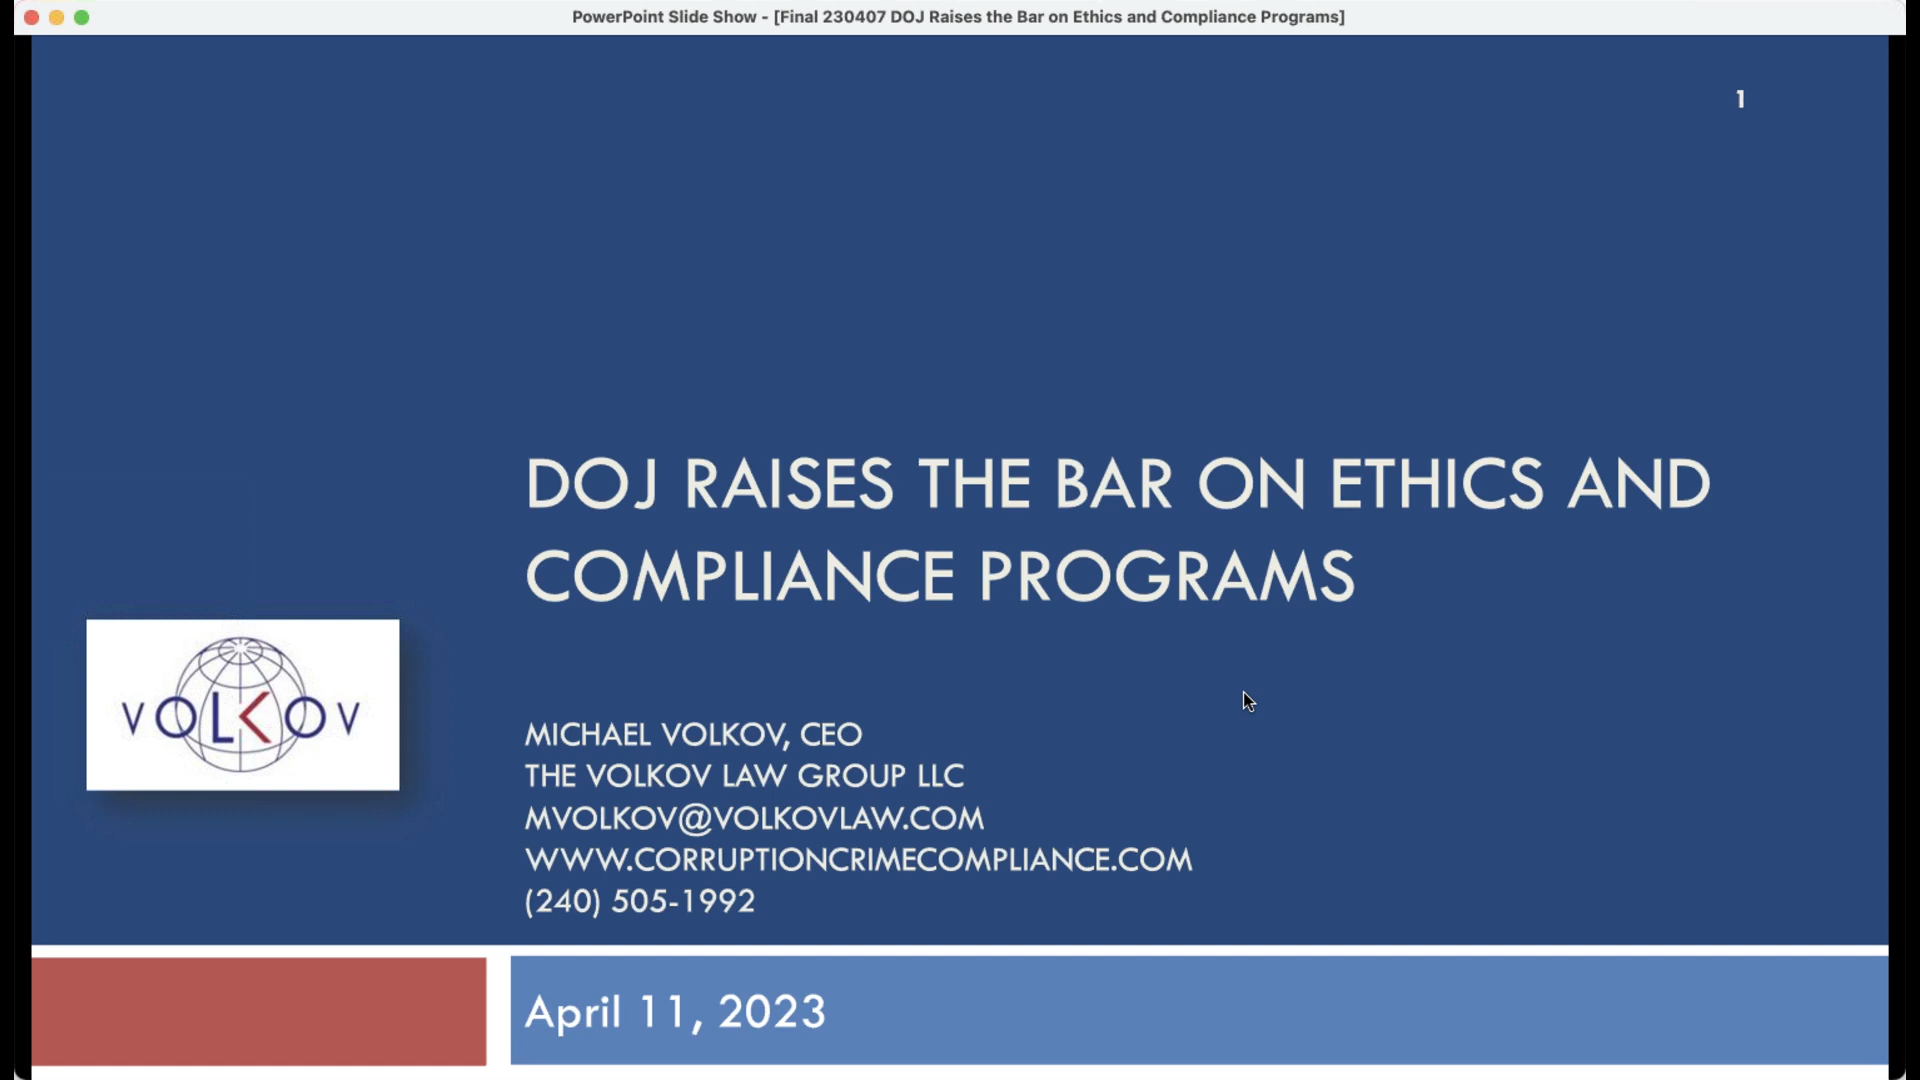 PowerPoint Slide Show - [Final 230407 DOJ Raises the Bar on Ethics and Compliance Programs]
1
DOJ RAISES THE BAR ON ETHICS AND
COMPLIANCE PROGRAMS
VOLKOV
MICHAEL VOLKOV, CEO
THE VOLKOV LAW GROUP LLC
MVOLKOV@VOLKOVLAW.COM
WWW.CORRUPTIONCRIMECOMPLIANCE.COM
(240) 505-1992
April 11, 2023